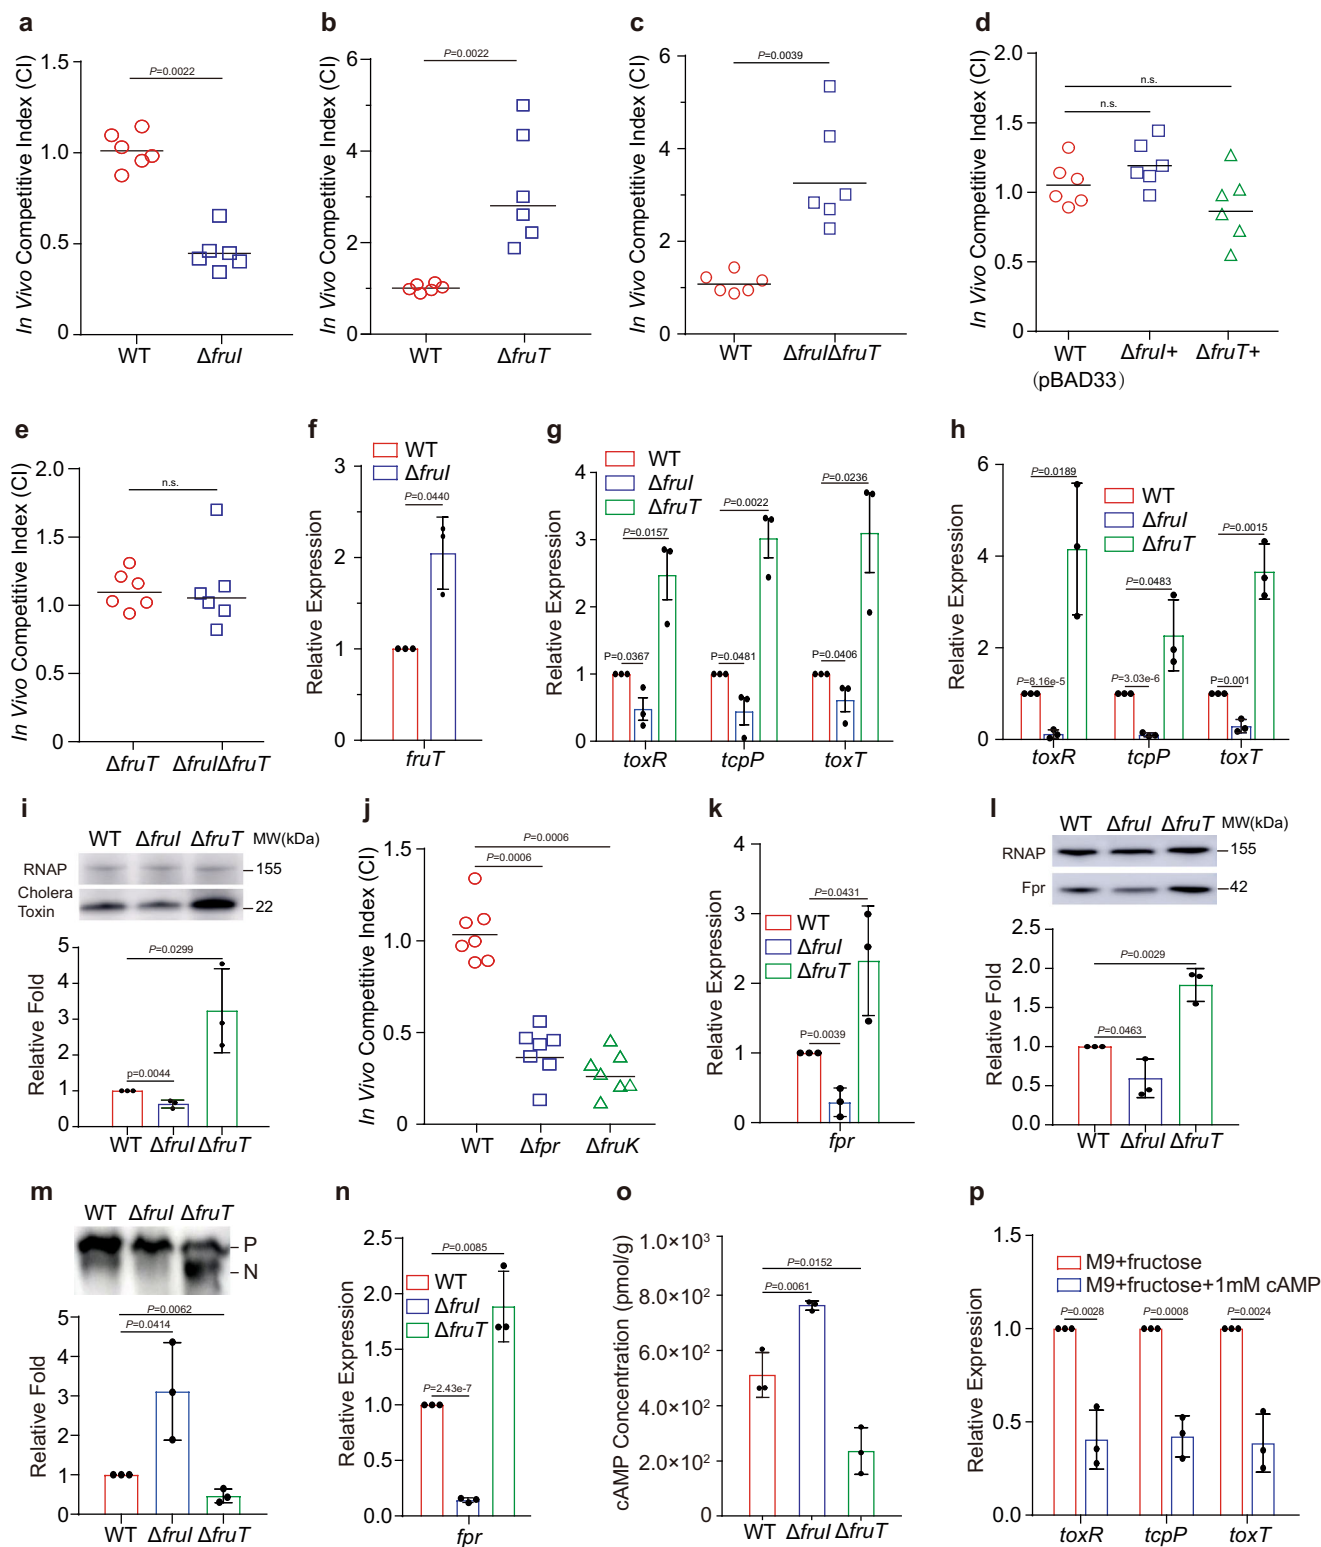 a
In Vivo Competitive Index (CI)
1.5
1.0
0.5
0
P=0.0022
WT
ΔfruI
b
In Vivo Competitive Index (CI)
6
4
2
0
P=0.0022
WT
ΔfruT
c
In Vivo Competitive Index (CI)
6
4
2
0
P=0.0039
WT
ΔfruIΔfruT
d
In Vivo Competitive Index (CI)
2.0
1.5
1.0
0.5
0
n.s.
n.s.
WT
(pBAD33)
ΔfruI+
ΔfruT+
e
In Vivo Competitive Index (CI)
2.0
1.5
1.0
0.5
0
n.s.
ΔfruT
ΔfruIΔfruT
f
WT
ΔfruI
Relative Expression
3
2
1
0
P=0.0440
fruT
g
WT
ΔfruI
ΔfruT
Relative Expression
4
3
2
1
0
P=0.0157
P=0.0022
P=0.0236
P=0.0367
P=0.0481
P=0.0406
toxR
tcpP
toxT
h
WT
ΔfruI
ΔfruT
Relative Expression
6
4
2
0
P=0.0189
P=0.0483
P=0.0015
P=8.16e-5
P=3.03e-6
P=0.001
toxR
tcpP
toxT
i
WT ΔfruI ΔfruT MW(kDa)
RNAP
155
Cholera
Toxin
22
Relative Fold
5
4
3
2
1
0
P=0.0299
p=0.0044
WT ΔfruI ΔfruT
j
In Vivo Competitive Index (CI)
1.5
1.0
0.5
0
P=0.0006
P=0.0006
WT
Δfpr
ΔfruK
k
Relative Expression
4
3
2
1
0
P=0.0431
WT
ΔfruI
ΔfruT
P=0.0039
fpr
l
WT ΔfruI ΔfruT MW(kDa)
RNAP
155
Fpr
42
Relative Fold
2.5
2.0
1.5
1.0
0.5
0.0
P=0.0029
P=0.0463
WT ΔfruI ΔfruT
m
WT ΔfruI ΔfruT
P
N
Relative Fold
5
4
3
2
1
0
P=0.0062
P=0.0414
WT ΔfruI ΔfruT
n
Relative Expression
2.5
2.0
1.5
1.0
0.5
0.0
P=0.0085
WT
ΔfruI
ΔfruT
P=2.43e-7
fpr
o
cAMP Concentration (pmol/g)
1.0×10³
8.0×10²
6.0×10²
4.0×10²
2.0×10²
0
P=0.0152
P=0.0061
WT ΔfruI ΔfruT
p
Relative Expression
1.5
1.0
0.5
0.0
M9+fructose
M9+fructose+1mM cAMP
P=0.0028
P=0.0008
P=0.0024
toxR
tcpP
toxT